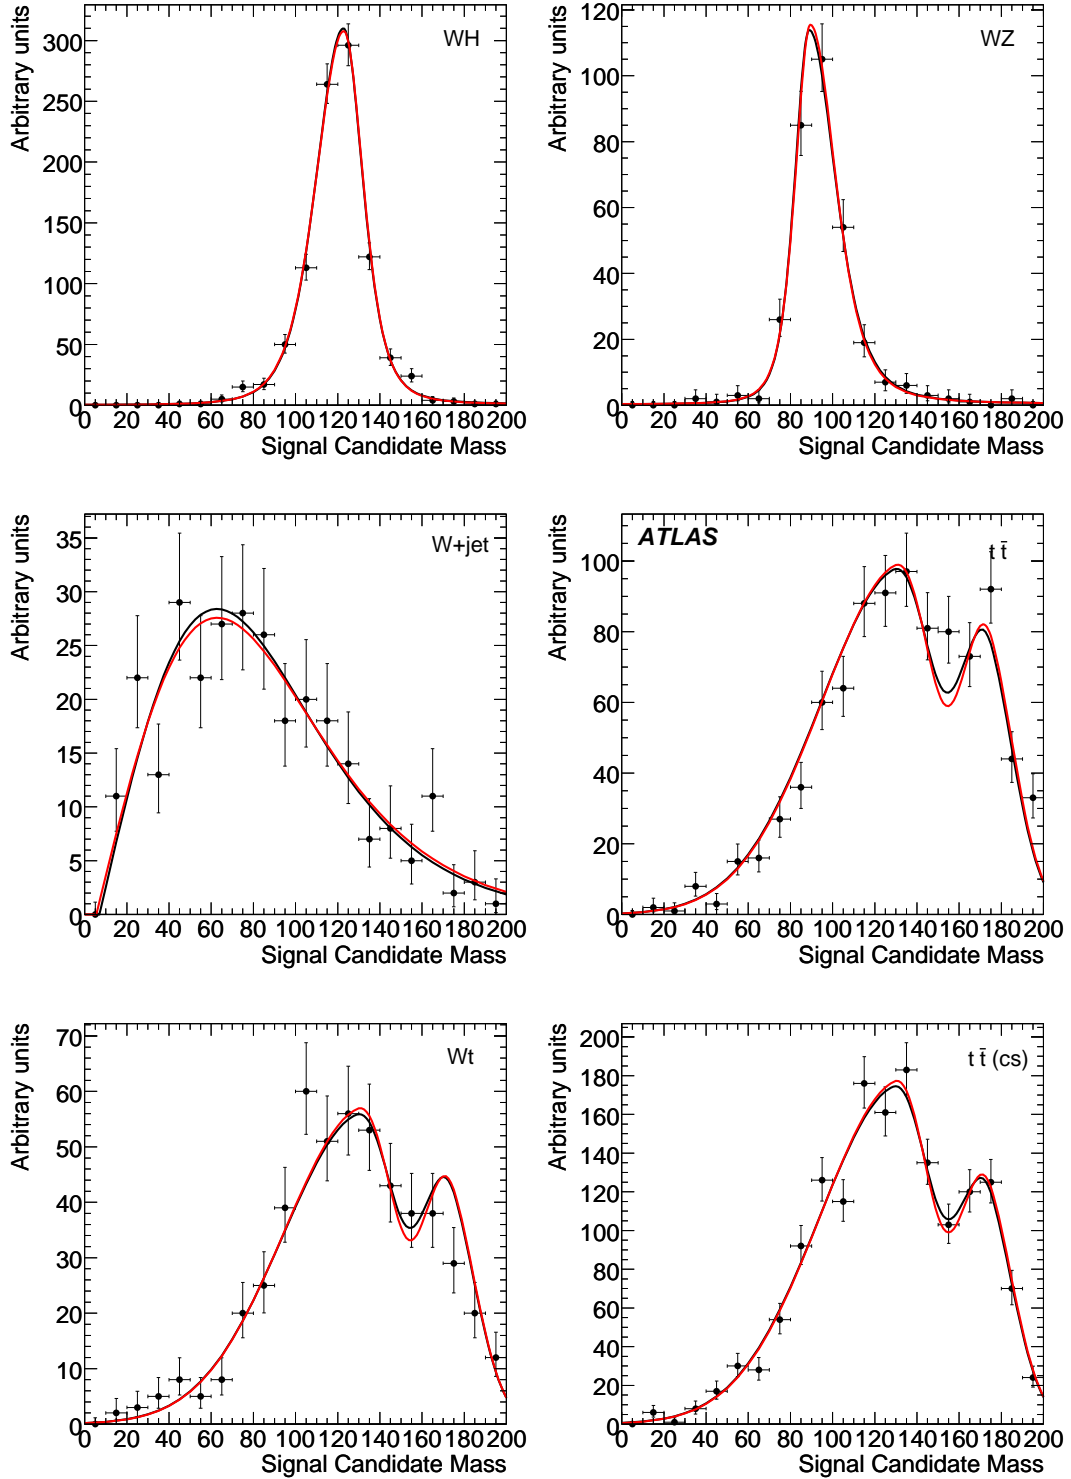 Arbitrary units
WH
300
250
200
150
100
50
0
0 20 40 60 80 100 120 140 160 180 200
Signal Candidate Mass
Arbitrary units
WZ
120
100
80
60
40
20
0
0 20 40 60 80 100 120 140 160 180 200
Signal Candidate Mass
Arbitrary units
W+jet
35
30
25
20
15
10
5
0
0 20 40 60 80 100 120 140 160 180 200
Signal Candidate Mass
Arbitrary units
ATLAS
t t̄
100
80
60
40
20
0
0 20 40 60 80 100 120 140 160 180 200
Signal Candidate Mass
Arbitrary units
Wt
70
60
50
40
30
20
10
0
0 20 40 60 80 100 120 140 160 180 200
Signal Candidate Mass
Arbitrary units
t t̄ (cs)
200
180
160
140
120
100
80
60
40
20
0
0 20 40 60 80 100 120 140 160 180 200
Signal Candidate Mass